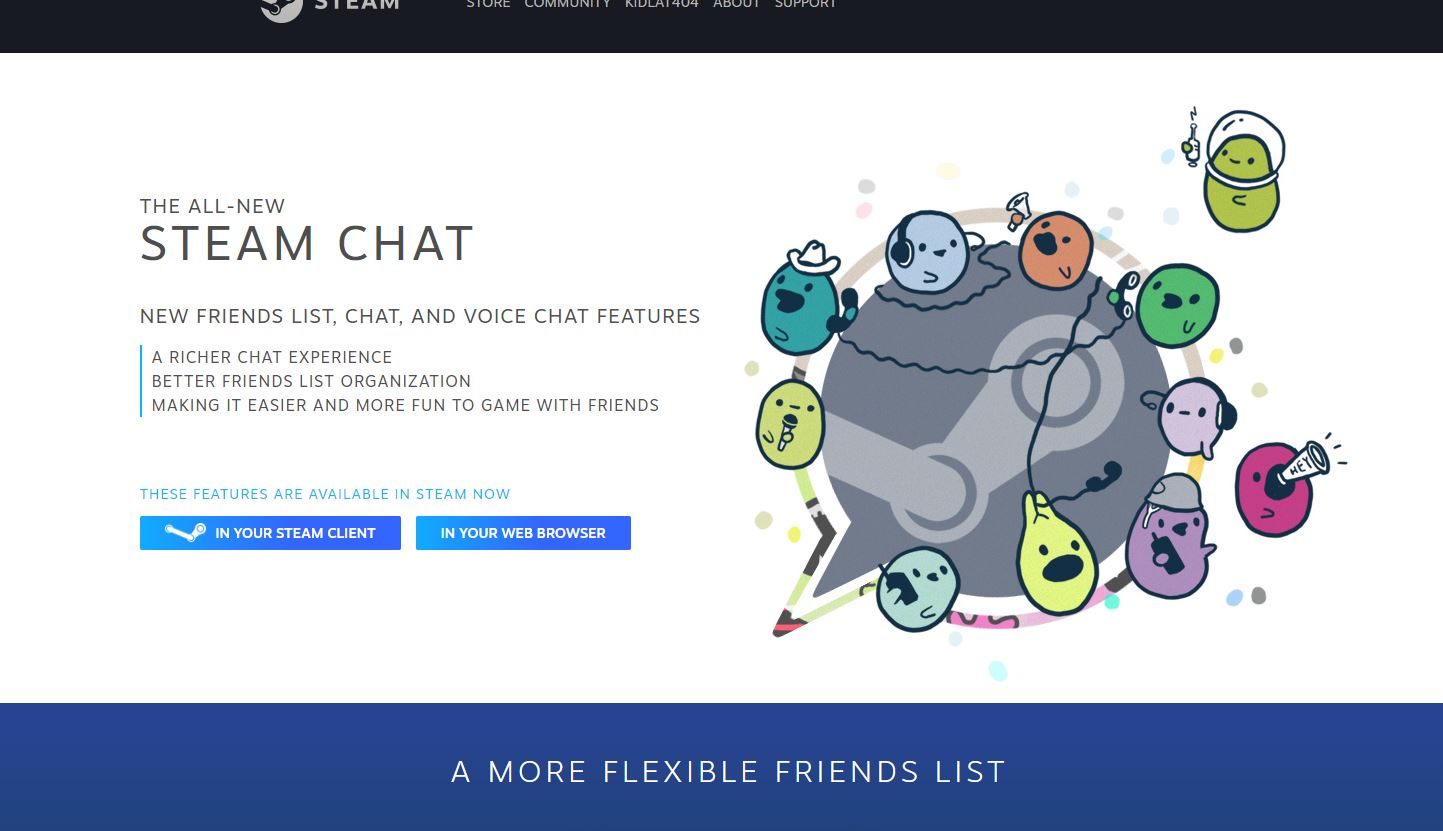 STEAM
STORE COMMUNITY KIDLAT404 ABOUT SUPPORT
THE ALL-NEW
STEAM CHAT
NEW FRIENDS LIST, CHAT, AND VOICE CHAT FEATURES
A RICHER CHAT EXPERIENCE
BETTER FRIENDS LIST ORGANIZATION
MAKING IT EASIER AND MORE FUN TO GAME WITH FRIENDS
THESE FEATURES ARE AVAILABLE IN STEAM NOW
IN YOUR STEAM CLIENT
IN YOUR WEB BROWSER
HEY
A MORE FLEXIBLE FRIENDS LIST